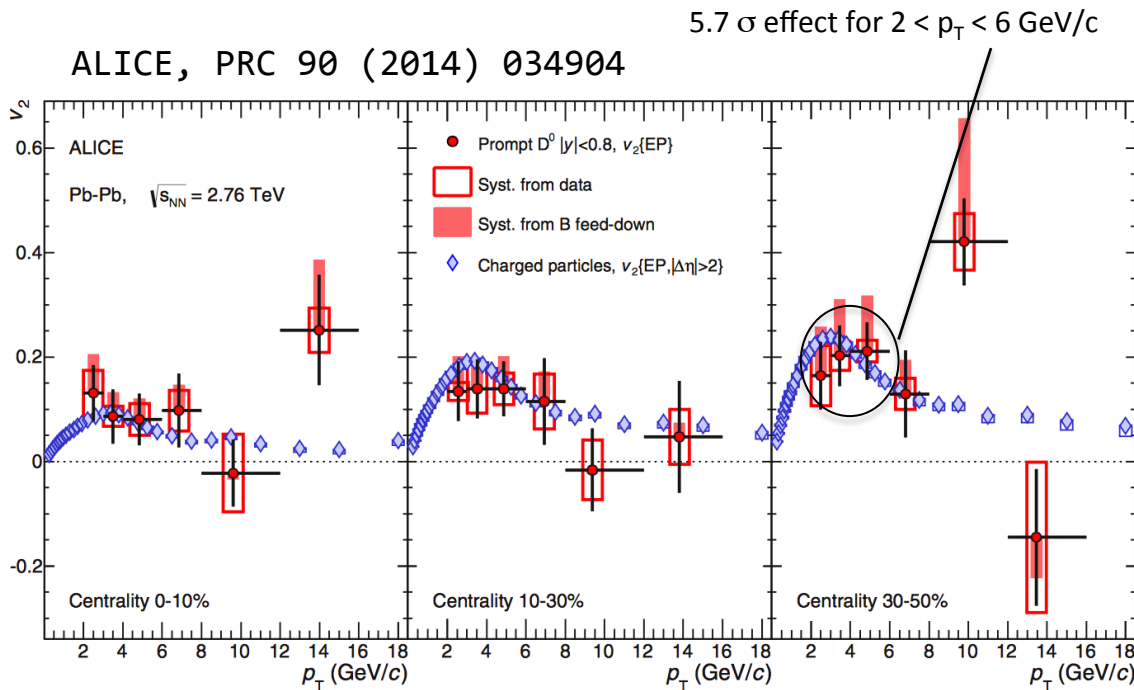 5.7 σ effect for 2 < pT < 6 GeV/c
ALICE, PRC 90 (2014) 034904
v2
0.6
0.4
0.2
0
-0.2
ALICE
Pb-Pb, √sNN = 2.76 TeV
Centrality 0-10%
2 4 6 8 10 12 14 16 18
pT (GeV/c)
Prompt D0 |y|<0.8, v2{EP}
Syst. from data
Syst. from B feed-down
Charged particles, v2{EP,|Δη|>2}
Centrality 10-30%
2 4 6 8 10 12 14 16 18
pT (GeV/c)
Centrality 30-50%
2 4 6 8 10 12 14 16 18
pT (GeV/c)